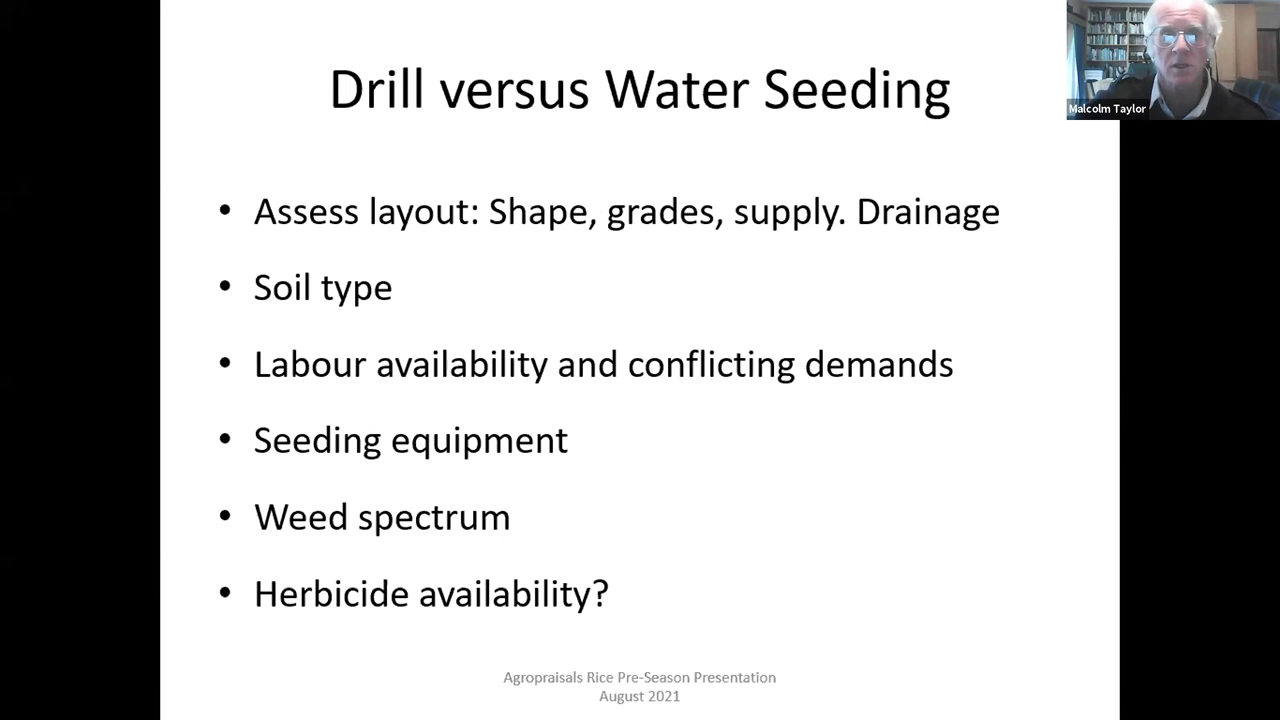 Drill versus Water Seeding
• Assess layout: Shape, grades, supply. Drainage
• Soil type
• Labour availability and conflicting demands
• Seeding equipment
• Weed spectrum
• Herbicide availability?
Agropraisals Rice Pre-Season Presentation
August 2021
Malcolm Taylor